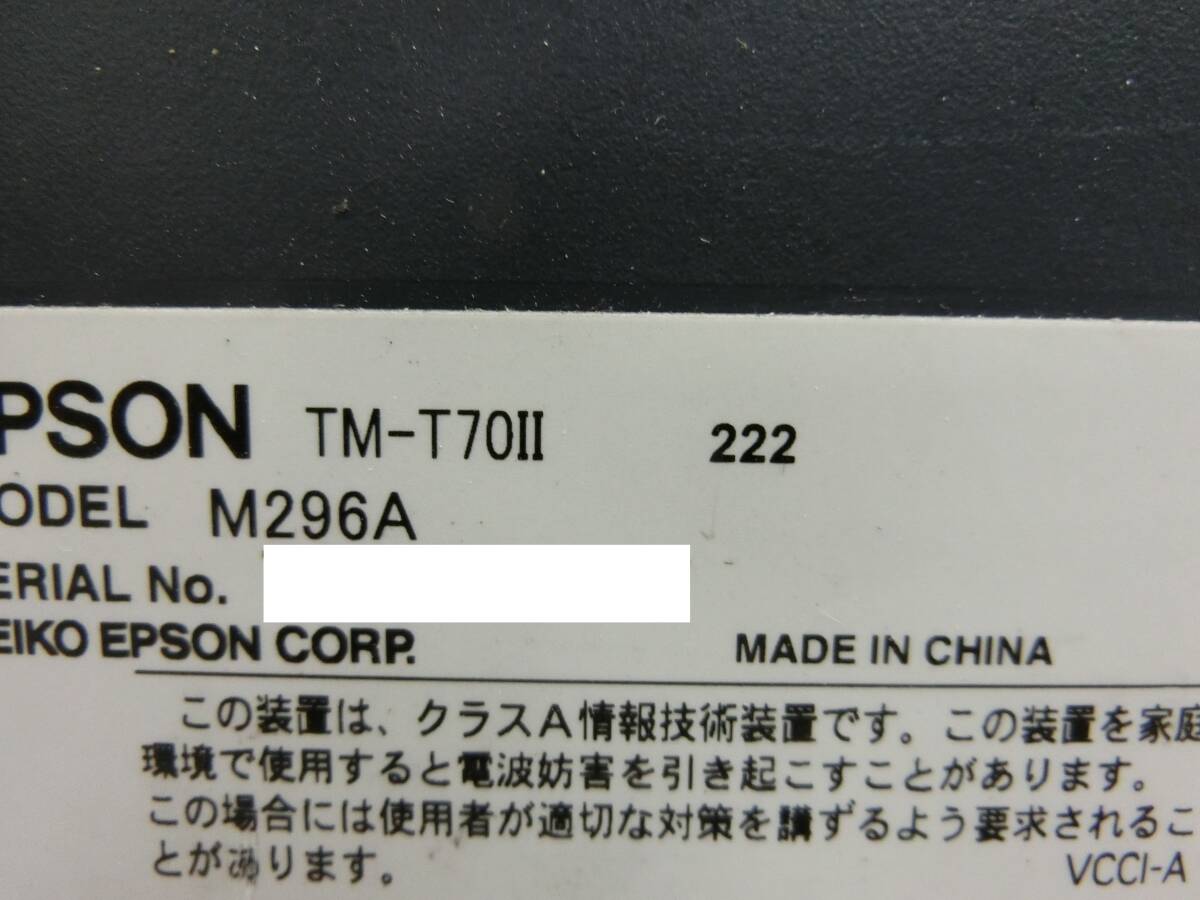 PSON TM-T70II 222
ODEL M296A
ERIAL No.
EIKO EPSON CORP. MADE IN CHINA
この装置は、クラスA情報技術装置です。この装置を家庭
環境で使用すると電波妨害を引き起こすことがあります。
この場合には使用者が適切な対策を講ずるよう要求されるこ
とがあります。
VCCI-A